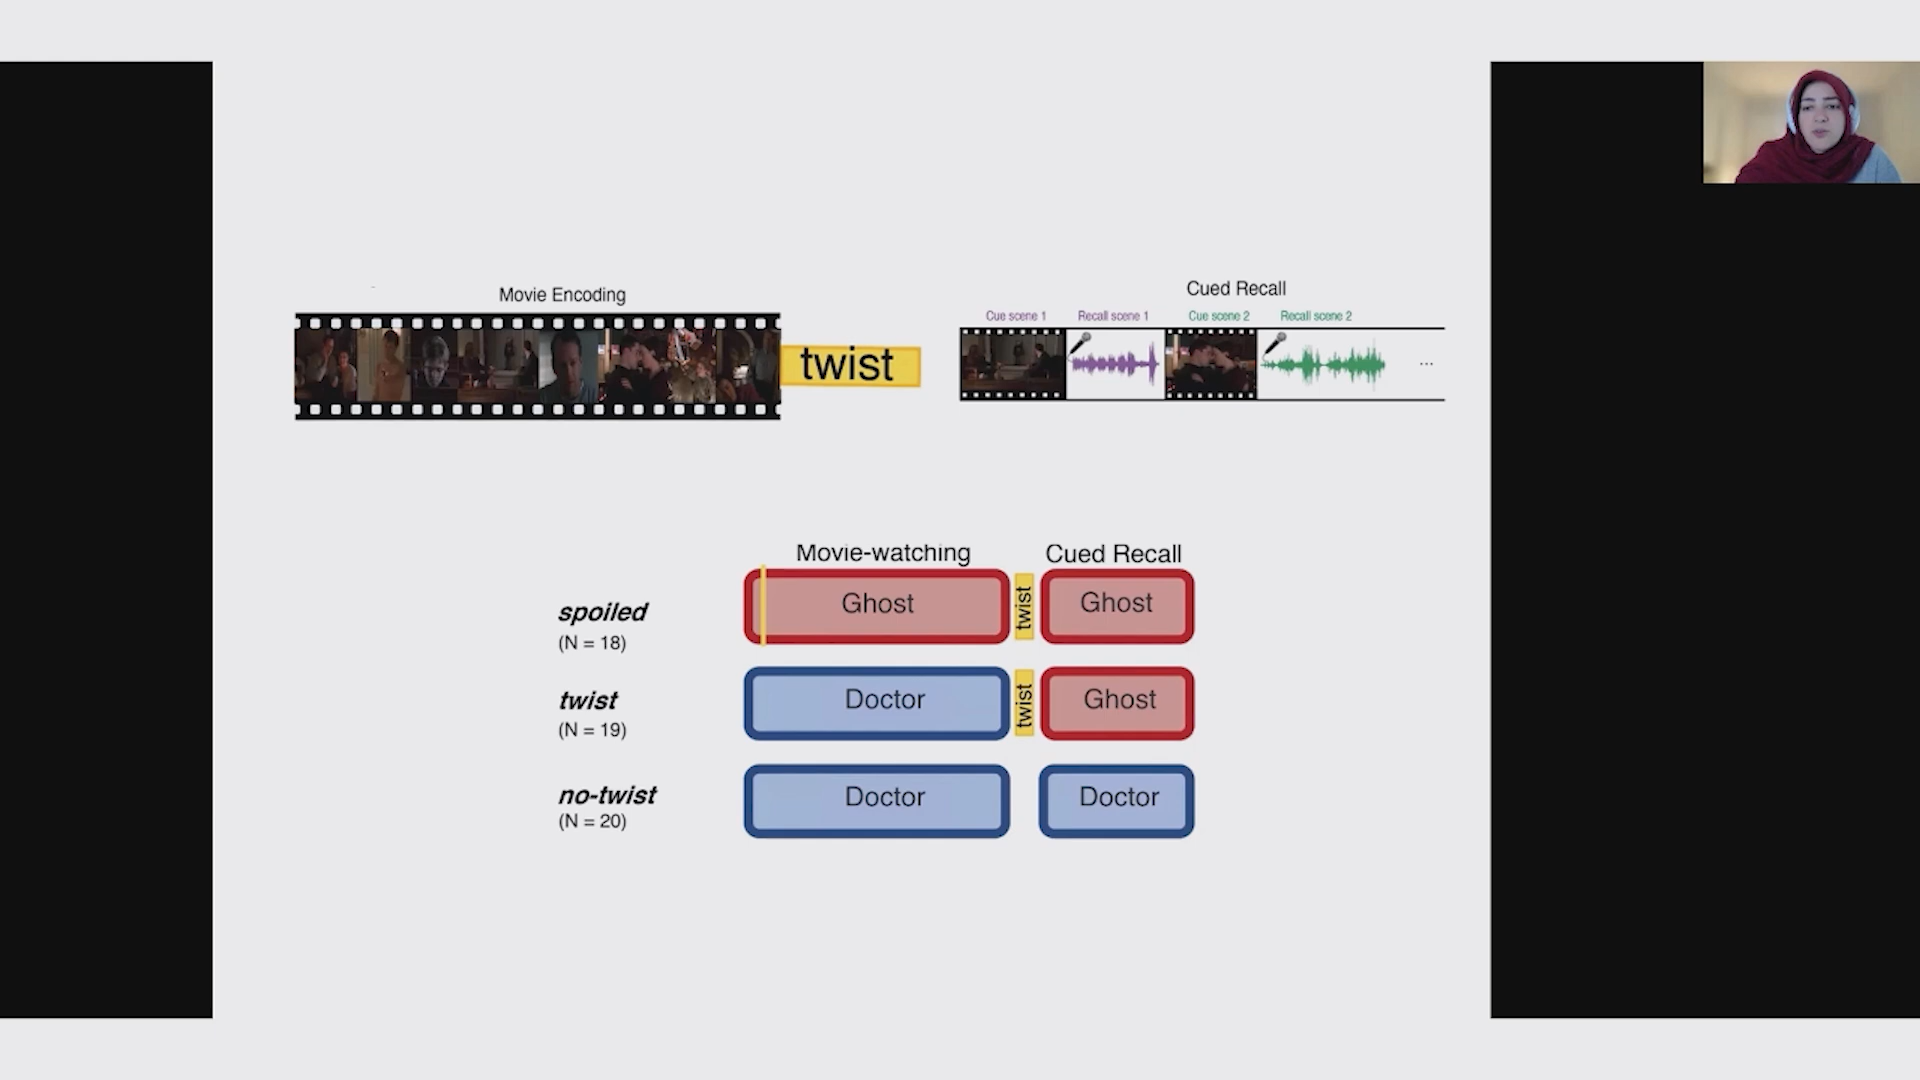 Movie Encoding
twist
Cued Recall
Cue scene 1
Recall scene 1
Cue scene 2
Recall scene 2
...
Movie-watching
Cued Recall
spoiled
(N = 18)
Ghost
twist
Ghost
twist
(N = 19)
Doctor
twist
Ghost
no-twist
(N = 20)
Doctor
Doctor